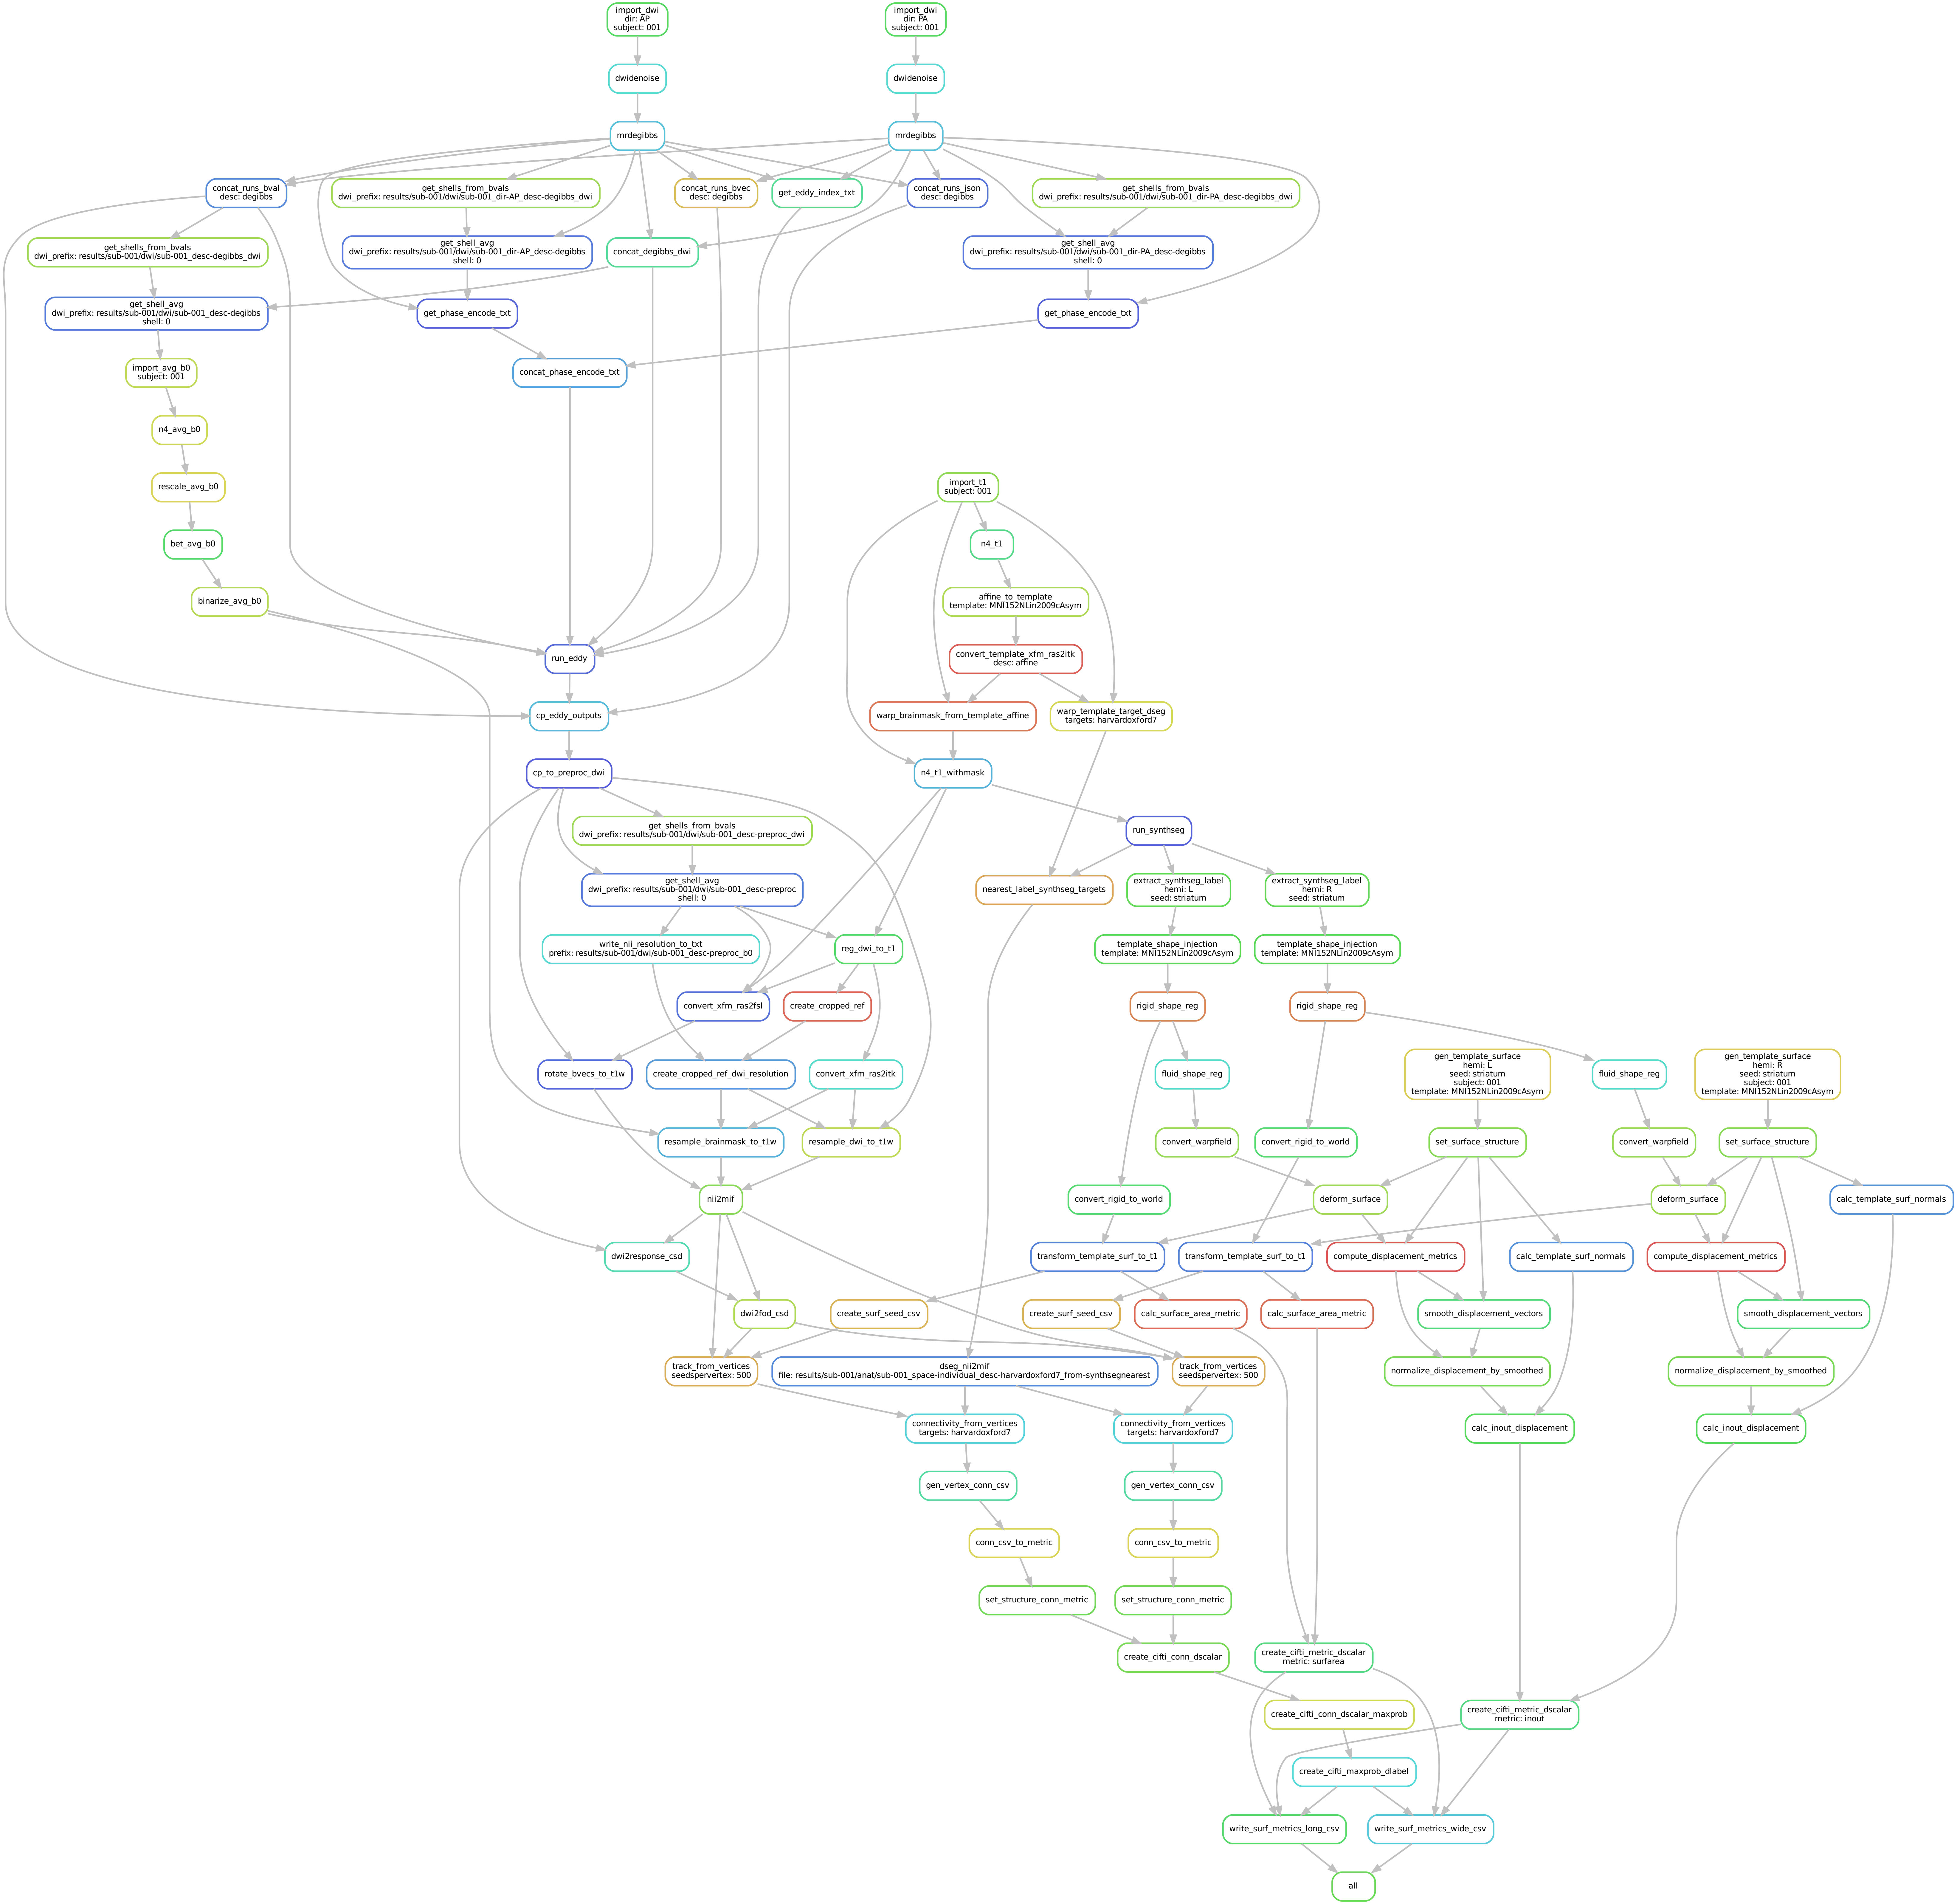 import_dwi
dir: AP
subject: 001
import_dwi
dir: PA
subject: 001
dwidenoise
dwidenoise
mrdegibbs
mrdegibbs
concat_runs_bval
desc: degibbs
get_shells_from_bvals
dwi_prefix: results/sub-001/dwi/sub-001_dir-AP_desc-degibbs_dwi
concat_runs_bvec
desc: degibbs
get_eddy_index_txt
concat_runs_json
desc: degibbs
get_shells_from_bvals
dwi_prefix: results/sub-001/dwi/sub-001_dir-PA_desc-degibbs_dwi
get_shells_from_bvals
dwi_prefix: results/sub-001/dwi/sub-001_desc-degibbs_dwi
get_shell_avg
dwi_prefix: results/sub-001/dwi/sub-001_dir-AP_desc-degibbs
shell: 0
concat_degibbs_dwi
get_shell_avg
dwi_prefix: results/sub-001/dwi/sub-001_dir-PA_desc-degibbs
shell: 0
get_shell_avg
dwi_prefix: results/sub-001/dwi/sub-001_desc-degibbs
shell: 0
get_phase_encode_txt
get_phase_encode_txt
import_avg_b0
subject: 001
concat_phase_encode_txt
n4_avg_b0
rescale_avg_b0
import_t1
subject: 001
bet_avg_b0
n4_t1
binarize_avg_b0
affine_to_template
template: MNI152NLin2009cAsym
run_eddy
convert_template_xfm_ras2itk
desc: affine
cp_eddy_outputs
warp_brainmask_from_template_affine
warp_template_target_dseg
targets: harvardoxford7
cp_to_preproc_dwi
n4_t1_withmask
get_shells_from_bvals
dwi_prefix: results/sub-001/dwi/sub-001_desc-preproc_dwi
run_synthseg
get_shell_avg
dwi_prefix: results/sub-001/dwi/sub-001_desc-preproc
shell: 0
nearest_label_synthseg_targets
extract_synthseg_label
hemi: L
seed: striatum
extract_synthseg_label
hemi: R
seed: striatum
write_nii_resolution_to_txt
prefix: results/sub-001/dwi/sub-001_desc-preproc_b0
reg_dwi_to_t1
template_shape_injection
template: MNI152NLin2009cAsym
template_shape_injection
template: MNI152NLin2009cAsym
convert_xfm_ras2fsl
create_cropped_ref
rigid_shape_reg
rigid_shape_reg
rotate_bvecs_to_t1w
create_cropped_ref_dwi_resolution
convert_xfm_ras2itk
fluid_shape_reg
gen_template_surface
hemi: L
seed: striatum
subject: 001
template: MNI152NLin2009cAsym
fluid_shape_reg
gen_template_surface
hemi: R
seed: striatum
subject: 001
template: MNI152NLin2009cAsym
resample_brainmask_to_t1w
resample_dwi_to_t1w
convert_warpfield
convert_rigid_to_world
set_surface_structure
convert_warpfield
set_surface_structure
nii2mif
convert_rigid_to_world
deform_surface
deform_surface
calc_template_surf_normals
dwi2response_csd
transform_template_surf_to_t1
transform_template_surf_to_t1
compute_displacement_metrics
calc_template_surf_normals
compute_displacement_metrics
dwi2fod_csd
create_surf_seed_csv
create_surf_seed_csv
calc_surface_area_metric
calc_surface_area_metric
smooth_displacement_vectors
smooth_displacement_vectors
track_from_vertices
seedspervertex: 500
dseg_nii2mif
file: results/sub-001/anat/sub-001_space-individual_desc-harvardoxford7_from-synthsegnearest
track_from_vertices
seedspervertex: 500
normalize_displacement_by_smoothed
normalize_displacement_by_smoothed
connectivity_from_vertices
targets: harvardoxford7
connectivity_from_vertices
targets: harvardoxford7
calc_inout_displacement
calc_inout_displacement
gen_vertex_conn_csv
gen_vertex_conn_csv
conn_csv_to_metric
conn_csv_to_metric
set_structure_conn_metric
set_structure_conn_metric
create_cifti_conn_dscalar
create_cifti_metric_dscalar
metric: surfarea
create_cifti_conn_dscalar_maxprob
create_cifti_metric_dscalar
metric: inout
create_cifti_maxprob_dlabel
write_surf_metrics_long_csv
write_surf_metrics_wide_csv
all